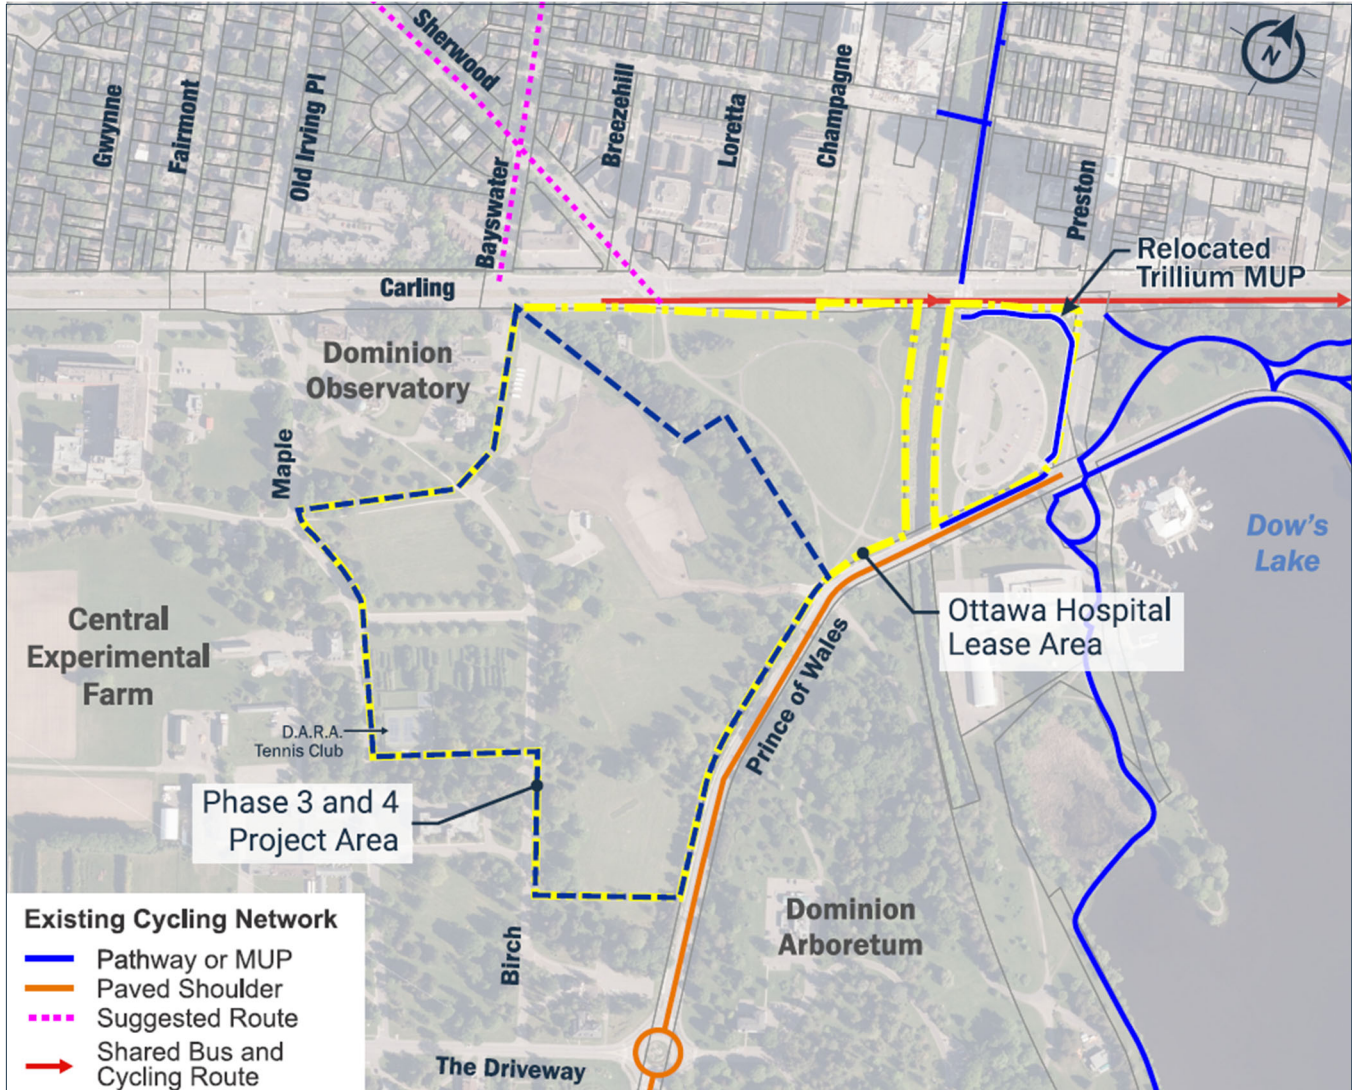 Sherwood
N
Gwynne
Fairmont
Old Irving Pl
Bayswater
Breezehill
Loretta
Champagne
Preston
Relocated
Trillium MUP
Carling
Dominion
Observatory
Maple
Dow's
Lake
Ottawa Hospital
Lease Area
Central
Experimental
Farm
Prince of Wales
D.A.R.A.
Tennis Club
Phase 3 and 4
Project Area
Dominion
Arboretum
Birch
The Driveway
Existing Cycling Network
Pathway or MUP
Paved Shoulder
Suggested Route
Shared Bus and
Cycling Route